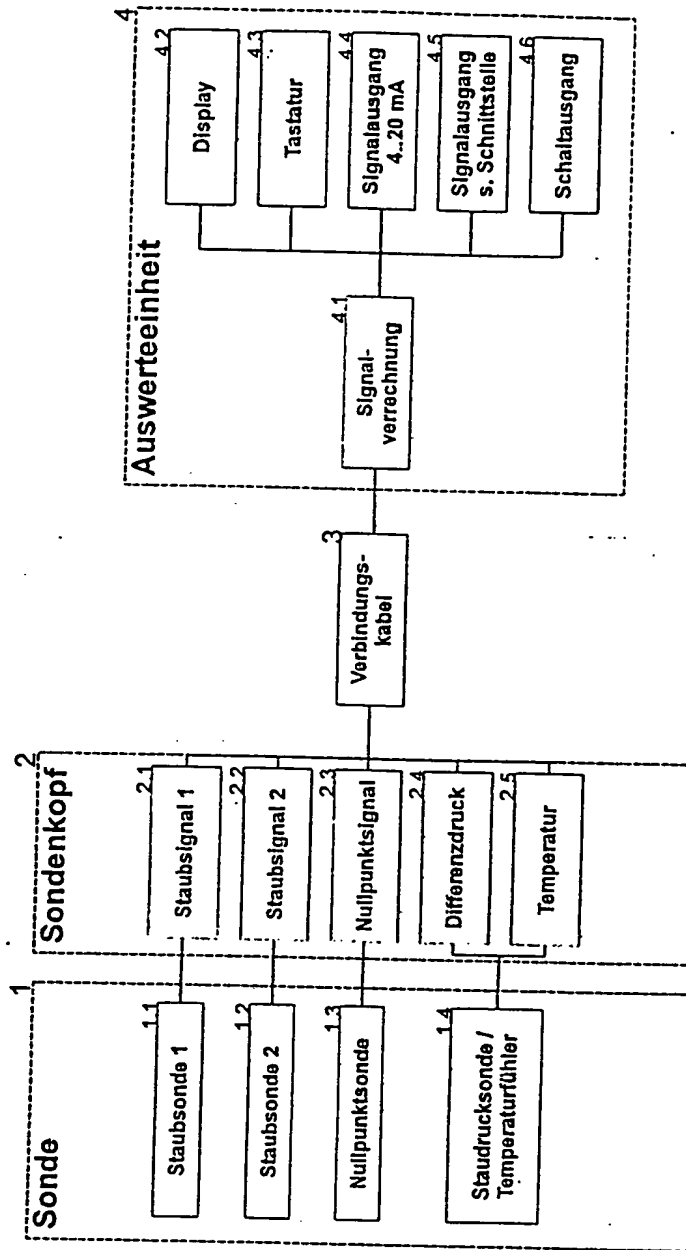 Sonde
1
Staubsonde 1
1.1
Staubsonde 2
1.2
Nullpunktsonde
1.3
Staudrucksonde /
Temperaturfühler
1.4
Sondenkopf
2
Staubsignal 1
2.1
Staubsignal 2
2.2
Nullpunktsignal
2.3
Differenzdruck
2.4
Temperatur
2.5
Verbindungs-
kabel
3
Auswerteeinheit
4
Signal-
verrechnung
4.1
Display
4.2
Tastatur
4.3
Signalausgang
4..20 mA
4.4
Signalausgang
s. Schnittstelle
4.5
Schaltausgang
4.6